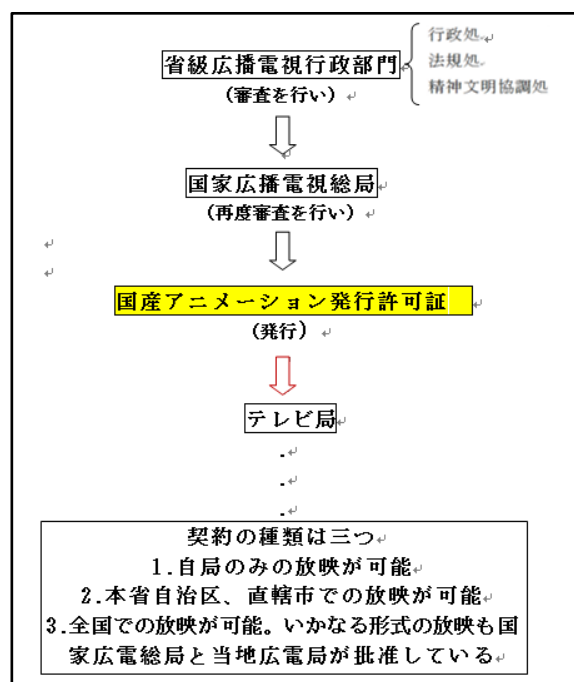 省級広播電視行政部門
行政処
法規処
精神文明協調処
(審査を行い)
国家広播電視総局
(再度審査を行い)
国産アニメーション発行許可証
(発行)
テレビ局
.
.
.
契約の種類は三つ
1.自局のみの放映が可能
2.本省自治区、直轄市での放映が可能
3.全国での放映が可能。いかなる形式の放映も国
家広電総局と当地広電局が批准している